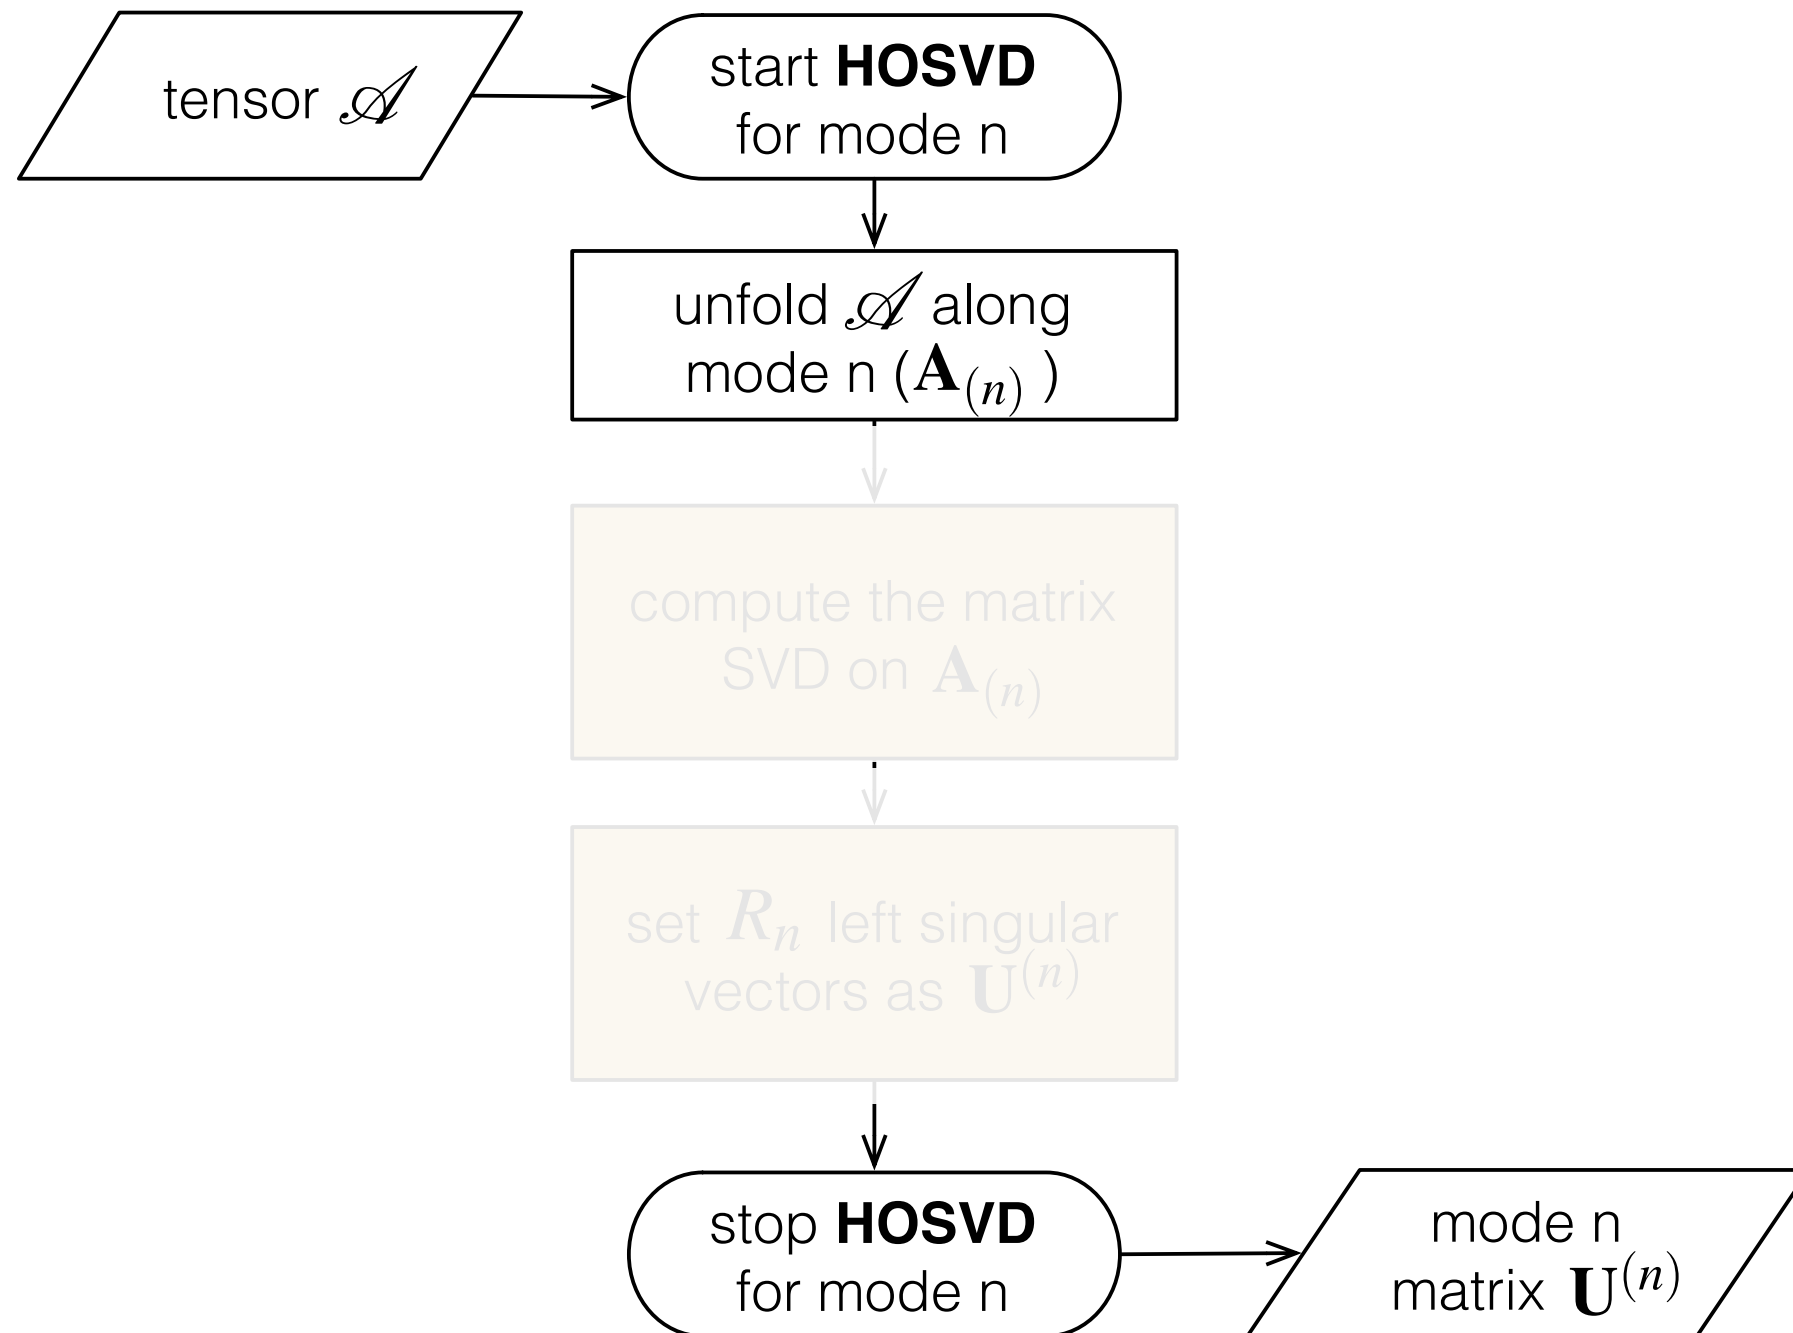 tensor 𝒜
start HOSVD
for mode n
unfold 𝒜 along
mode n (A₍ₙ₎ )
compute the matrix
SVD on A₍ₙ₎
set Rₙ left singular
vectors as U⁽ⁿ⁾
stop HOSVD
for mode n
mode n
matrix U⁽ⁿ⁾